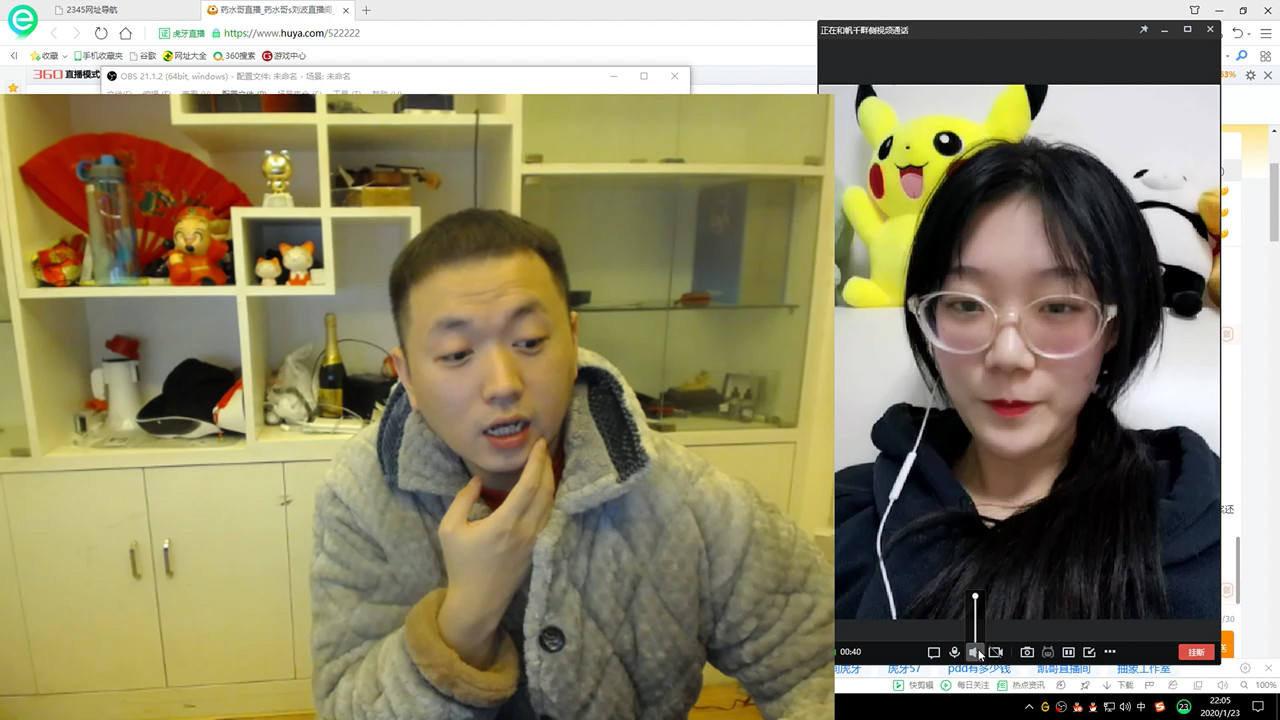 2345网址导航
药水哥直播_药水哥s刘波直播间
虎牙直播
https://www.huya.com/522222
收藏
手机收藏夹
谷歌
网址大全
360搜索
游戏中心
360直播模式
OBS 21.1.2 (64bit, windows) - 配置文件: 未命名 - 场景: 未命名
正在和帆千畔侧视频通话
还
/30
00:40
挂断
虎牙57
pdd有多少钱
凯哥直播间
抽象工作室
快剪辑
每日关注
热点资讯
下载
100%
中
23
22:05
2020/1/23